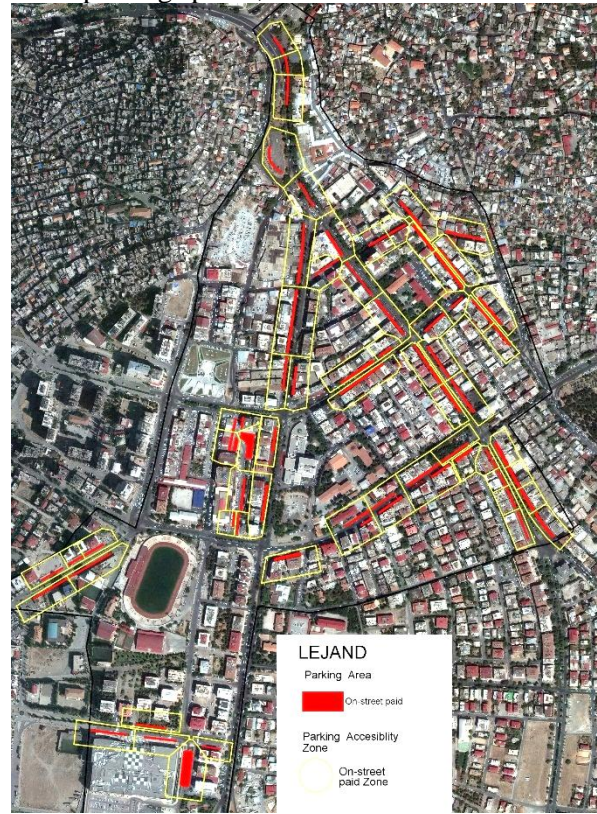 LEJAND
Parking Area
On-street paid
Parking Accesiblity
Zone
On-street
paid Zone